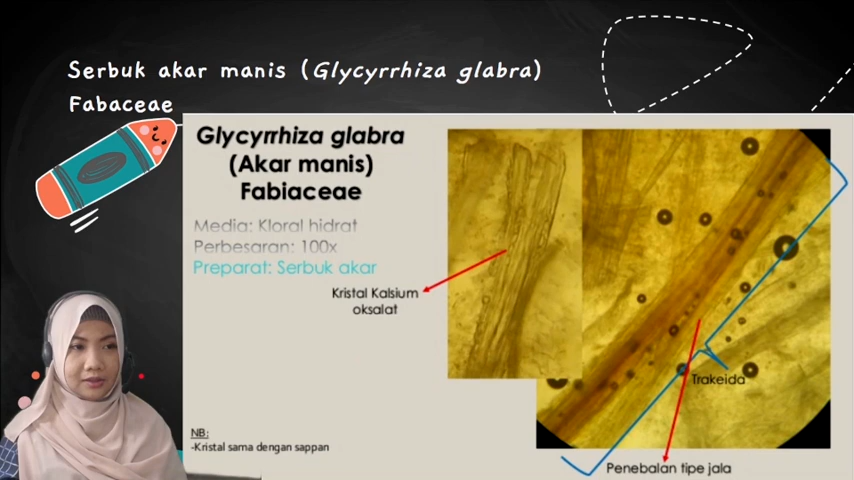 Serbuk akar manis (Glycyrrhiza glabra)
Fabaceae
Glycyrrhiza glabra
(Akar manis)
Fabiaceae
Media: Kloral hidrat
Perbesaran: 100x
Preparat: Serbuk akar
Kristal Kalsium
oksalat
Trakeida
NB:
-Kristal sama dengan sappan
Penebalan tipe jala